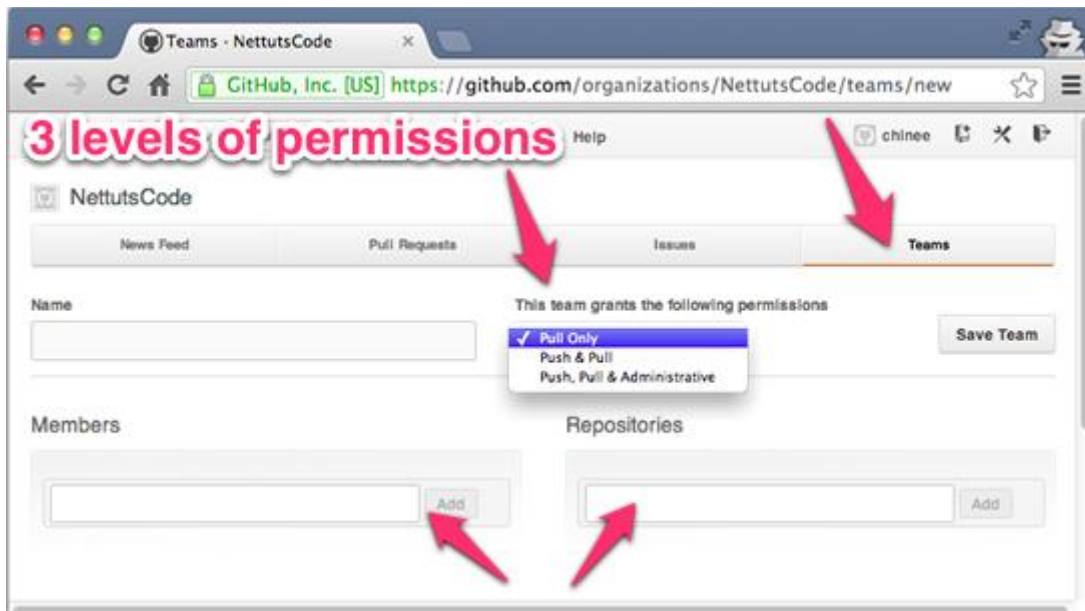 Teams · NettutsCode
GitHub, Inc. [US] https://github.com/organizations/NettutsCode/teams/new
3 levels of permissions
Help
chinee
NettutsCode
News Feed
Pull Requests
Issues
Teams
Name
This team grants the following permissions
✓ Pull Only
Push & Pull
Push, Pull & Administrative
Save Team
Members
Repositories
Add
Add